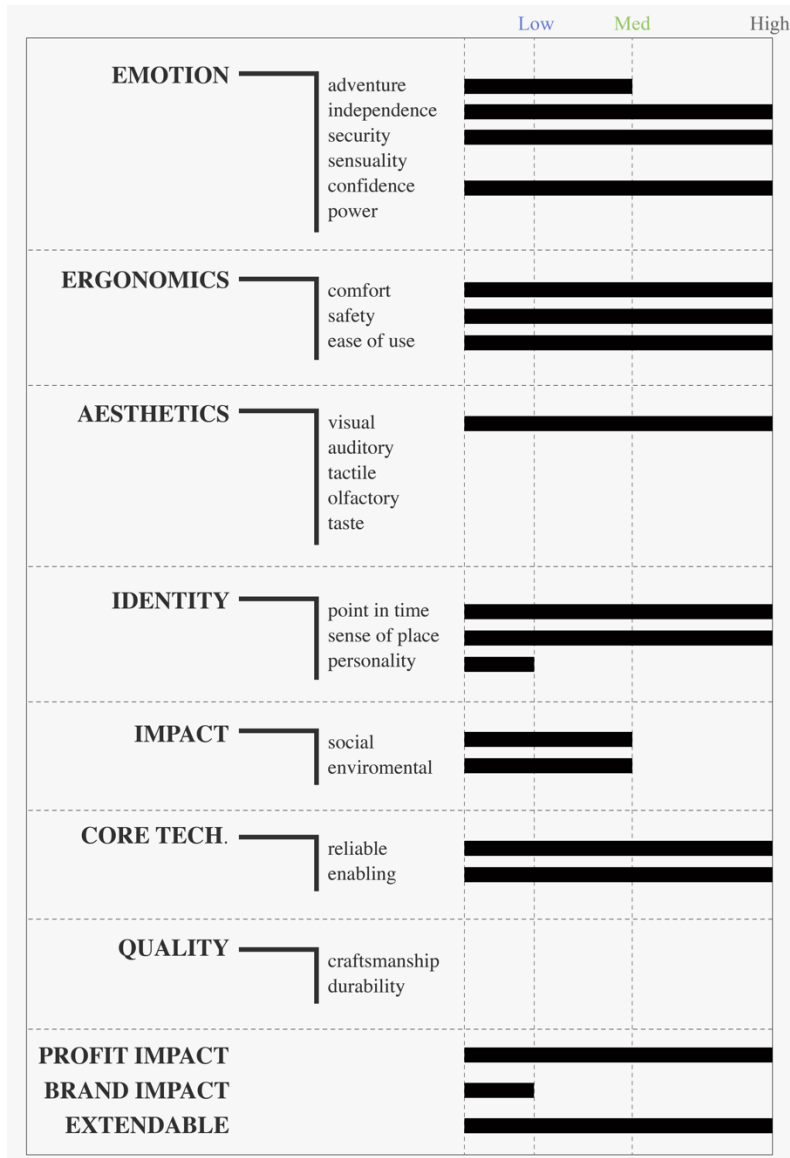 Low Med High
EMOTION
adventure
independence
security
sensuality
confidence
power
ERGONOMICS
comfort
safety
ease of use
AESTHETICS
visual
auditory
tactile
olfactory
taste
IDENTITY
point in time
sense of place
personality
IMPACT
social
enviromental
CORE TECH.
reliable
enabling
QUALITY
craftsmanship
durability
PROFIT IMPACT
BRAND IMPACT
EXTENDABLE